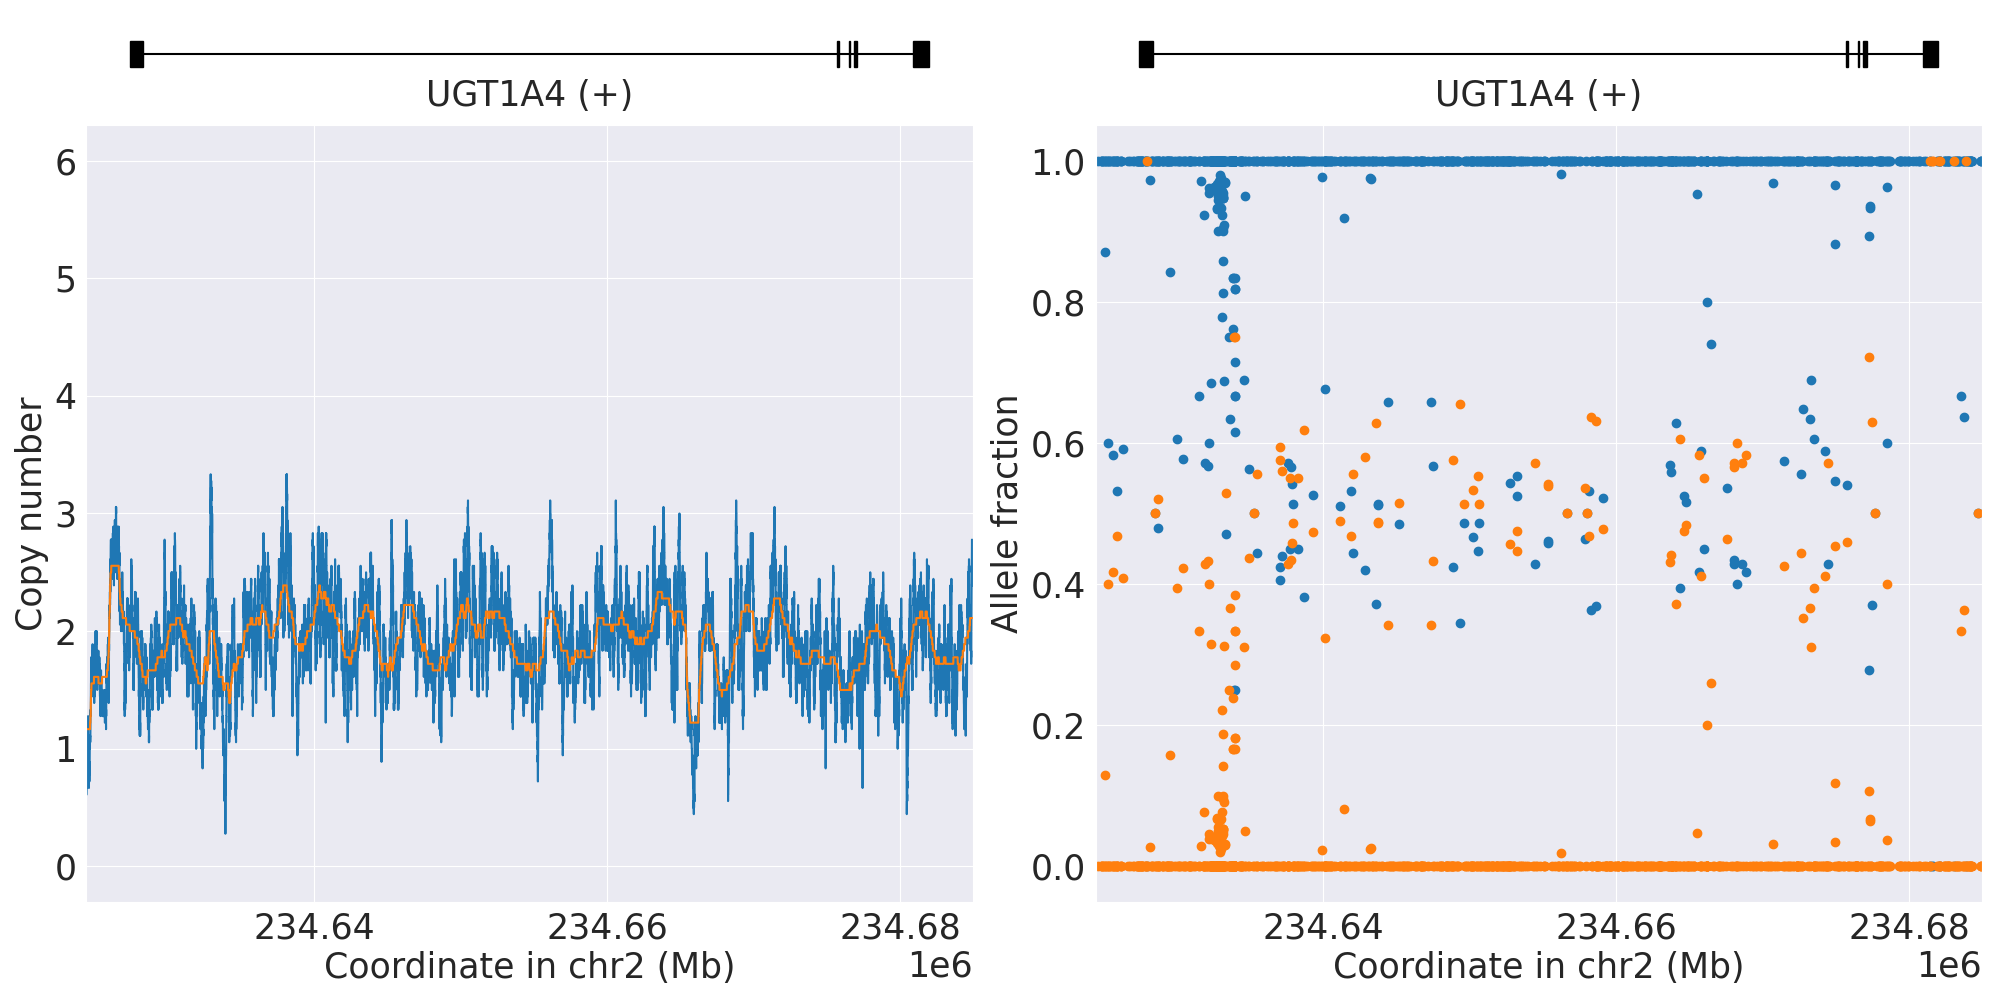 UGT1A4 (+)
6
5
4
3
2
1
0
Copy number
234.64
234.66
234.68
Coordinate in chr2 (Mb)
1e6
UGT1A4 (+)
1.0
0.8
0.6
0.4
0.2
0.0
Allele fraction
234.64
234.66
234.68
Coordinate in chr2 (Mb)
1e6